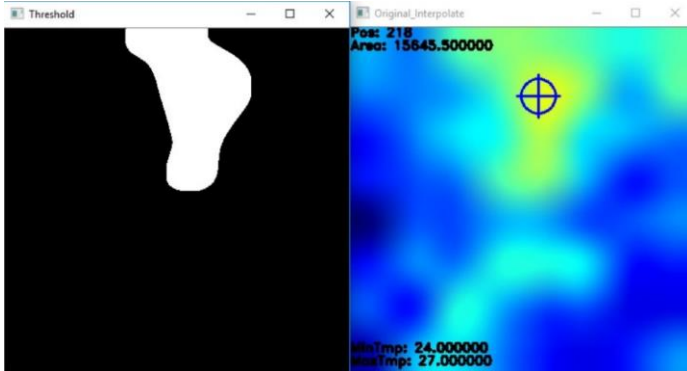 Threshold
Original_Interpolate
Pos: 218
Area: 15645.500000
MinTmp: 24.000000
MaxTmp: 27.000000